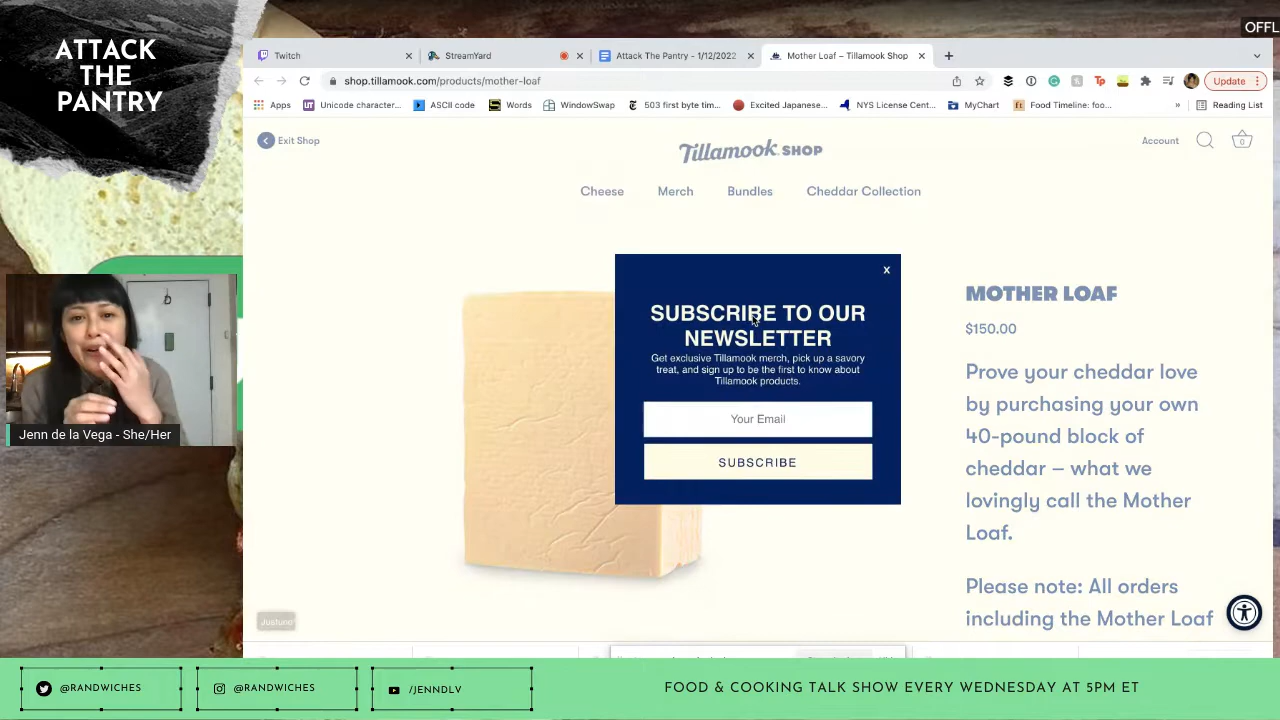 OFFL
ATTACK
THE
PANTRY
Twitch
StreamYard
Attack The Pantry - 1/12/2022
Mother Loaf – Tillamook Shop
shop.tillamook.com/products/mother-loaf
Update
Apps
Unicode character...
ASCII code
Words
WindowSwap
503 first byte tim...
Excited Japanese...
NYS License Cent...
MyChart
Food Timeline: foo...
»
Reading List
Exit Shop
Tillamook SHOP
Account
0
Cheese
Merch
Bundles
Cheddar Collection
x
SUBSCRIBE TO OUR
NEWSLETTER
Get exclusive Tillamook merch, pick up a savory
treat, and sign up to be the first to know about
Tillamook products.
Your Email
SUBSCRIBE
MOTHER LOAF
$150.00
Prove your cheddar love
by purchasing your own
40-pound block of
cheddar – what we
lovingly call the Mother
Loaf.
Please note: All orders
including the Mother Loaf
Justuno
Jenn de la Vega - She/Her
@RANDWICHES
@RANDWICHES
/JENNDLV
FOOD & COOKING TALK SHOW EVERY WEDNESDAY AT 5PM ET